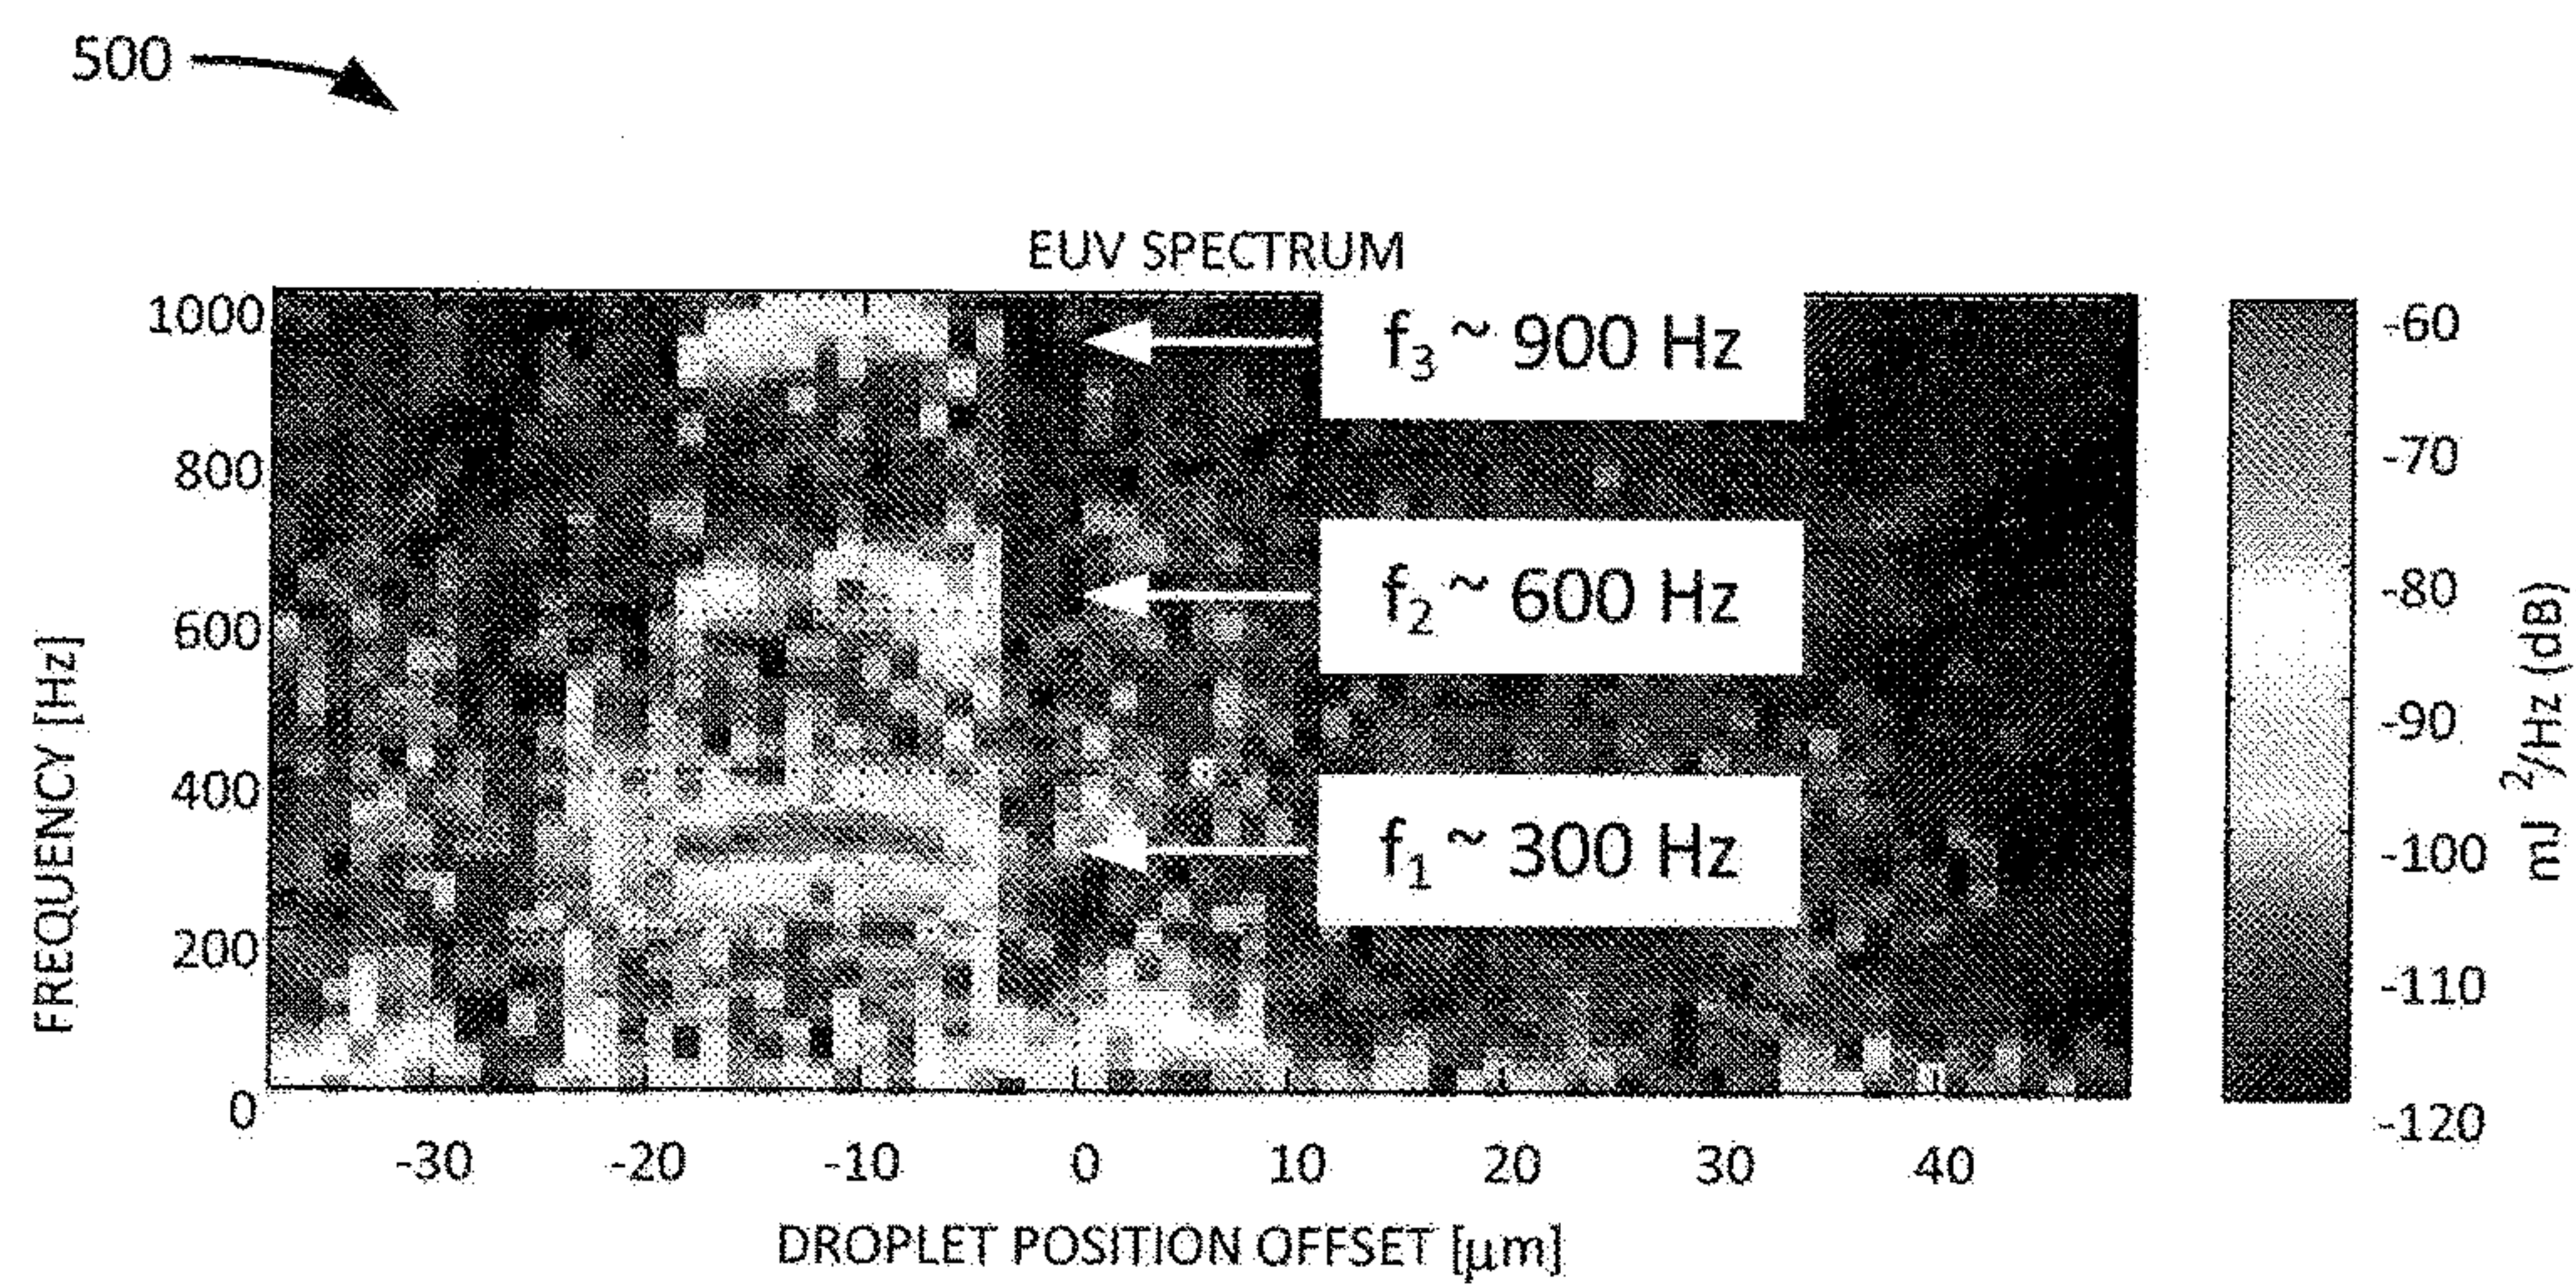 500
EUV SPECTRUM
1000
800
600
400
200
0
FREQUENCY [Hz]
f₃ ~ 900 Hz
f₂ ~ 600 Hz
f₁ ~ 300 Hz
-30 -20 -10 0 10 20 30 40
DROPLET POSITION OFFSET [μm]
-60
-70
-80
-90
-100
-110
-120
mJ ²/Hz (dB)